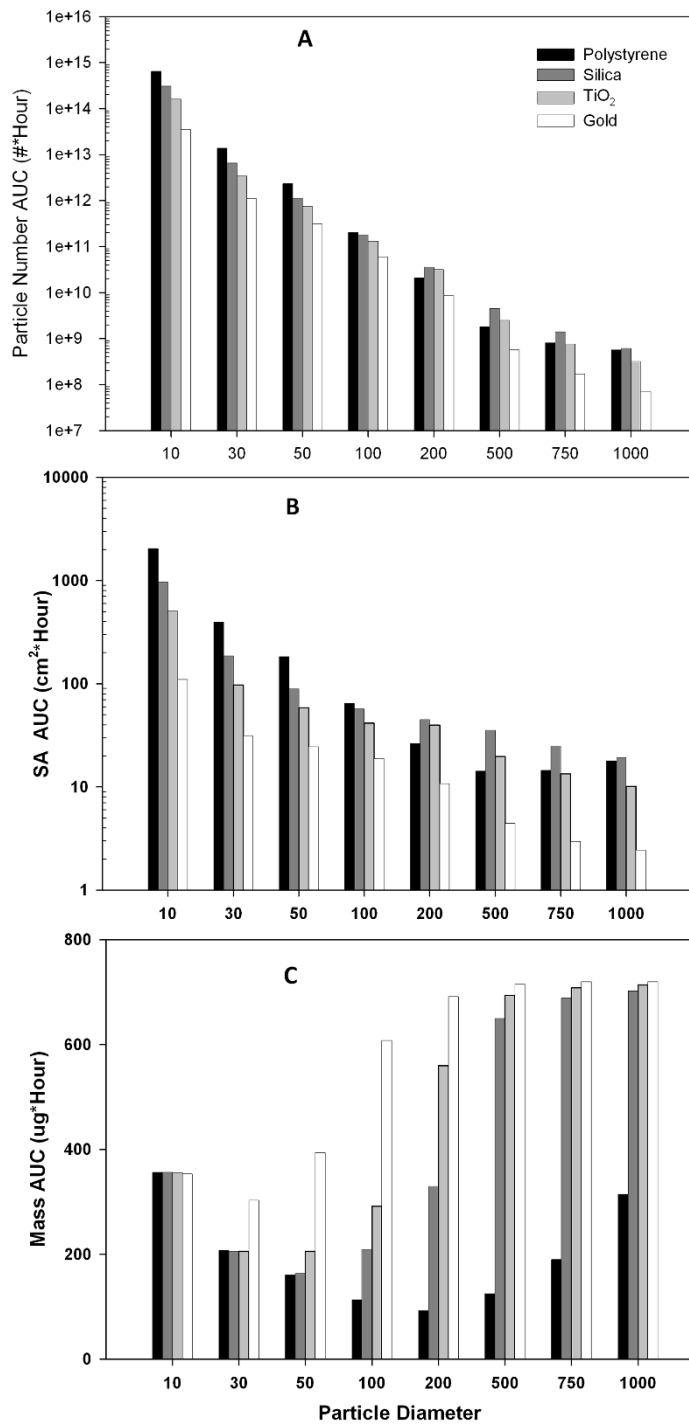 A
Polystyrene
Silica
TiO2
Gold
Particle Number AUC (#*Hour)
1e+16
1e+15
1e+14
1e+13
1e+12
1e+11
1e+10
1e+9
1e+8
1e+7
10 30 50 100 200 500 750 1000
B
SA AUC (cm2*Hour)
10000
1000
100
10
1
10 30 50 100 200 500 750 1000
C
Mass AUC (ug*Hour)
800
600
400
200
0
10 30 50 100 200 500 750 1000
Particle Diameter